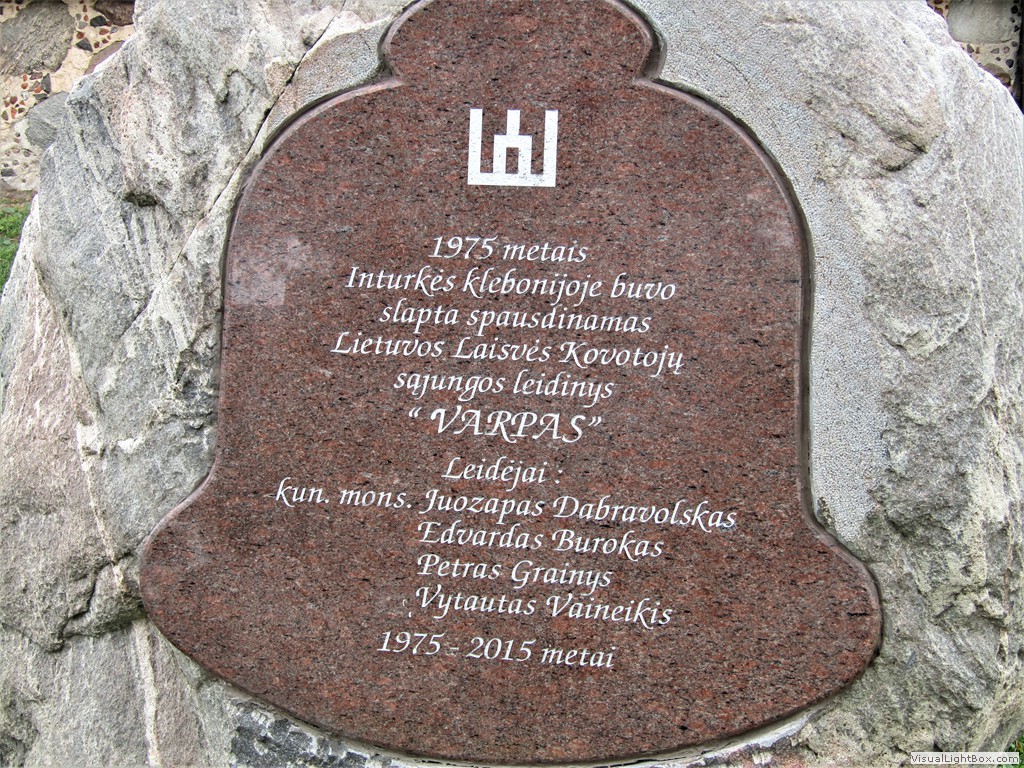 1975 metais
Inturkės klebonijoje buvo
slapta spausdinamas
Lietuvos Laisvės Kovotojų
sąjungos leidinys
“VARPAS”
Leidėjai :
kun. mons. Juozapas Dabravolskas
Edvardas Burokas
Petras Grainys
Vytautas Vaineikis
1975 - 2015 metai
VisualLightBox.com